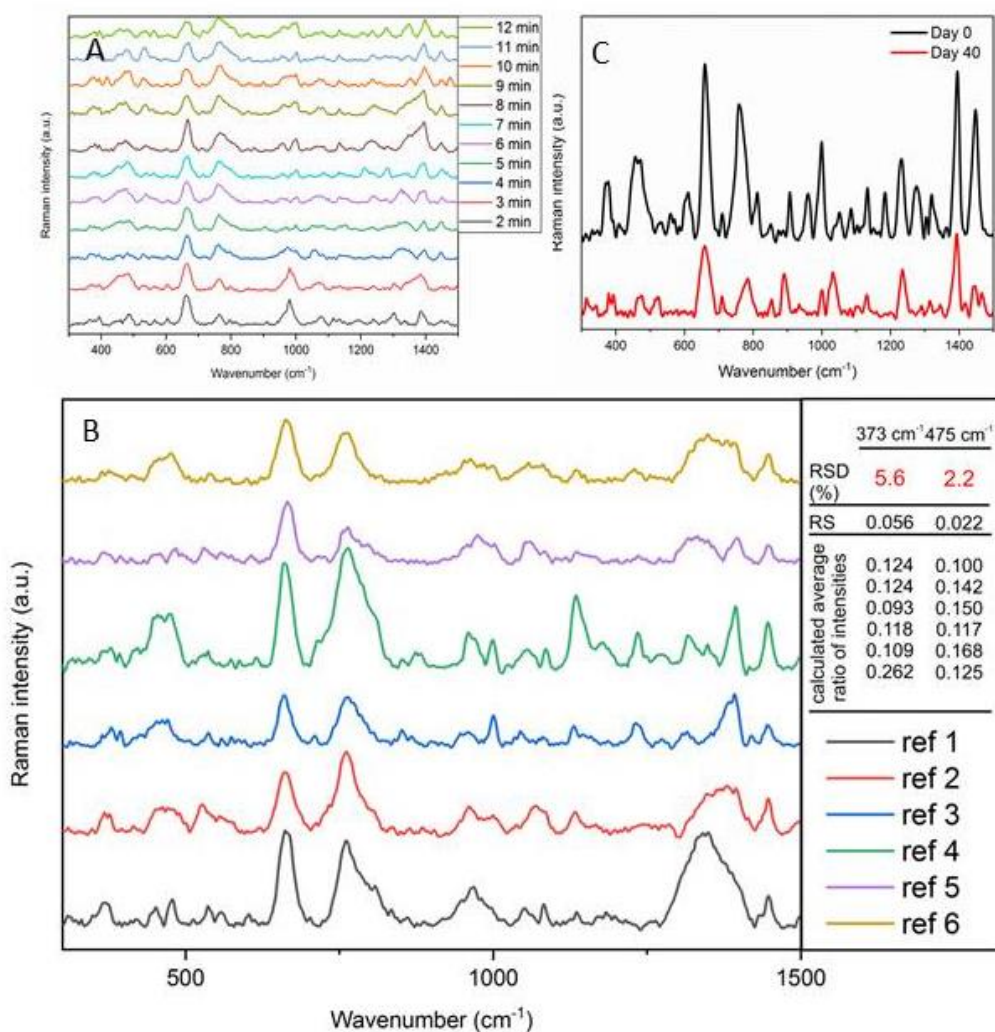 A
Raman intensity (a.u.)
400 600 800 1000 1200 1400
Wavenumber (cm-1)
12 min
11 min
10 min
9 min
8 min
7 min
6 min
5 min
4 min
3 min
2 min
C
Day 0
Day 40
Raman intensity (a.u.)
400 600 800 1000 1200 1400
Wavenumber (cm-1)
B
Raman intensity (a.u.)
500 1000 1500
Wavenumber (cm-1)
373 cm-1 475 cm-1
RSD (%) 5.6 2.2
RS 0.056 0.022
calculated average
ratio of intensities
0.124 0.100
0.124 0.142
0.093 0.150
0.118 0.117
0.109 0.168
0.262 0.125
ref 1
ref 2
ref 3
ref 4
ref 5
ref 6